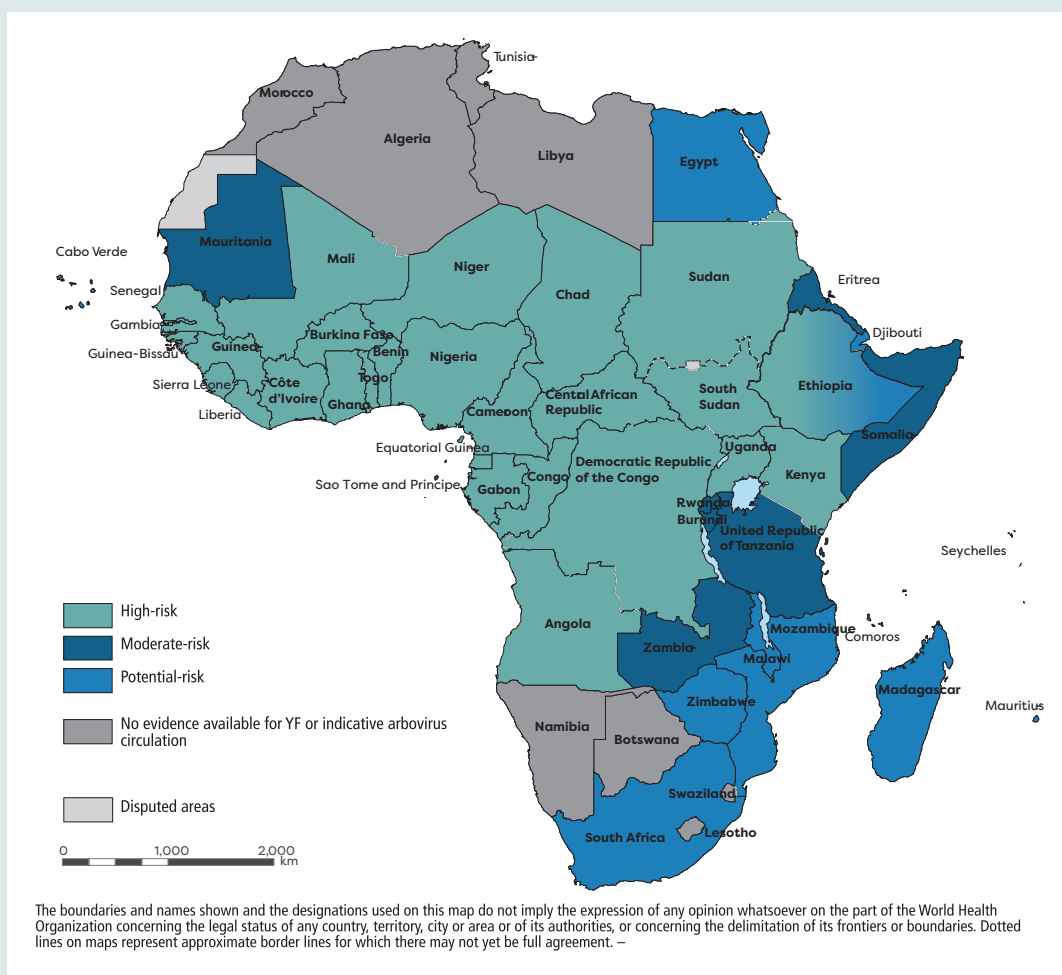 Tunisia
Morocco
Algeria
Libya
Egypt
Cabo Verde
Mauritania
Mali
Niger
Chad
Sudan
Eritrea
Senegal
Gambia
Djibouti
Guinea-Bissau
Guinea
Burkina Faso
Benin
Nigeria
Togo
Sierra Leone
Côte
d'Ivoire
Ghana
Liberia
Cameroon
Central African
Republic
South
Sudan
Ethiopia
Somalia
Equatorial Guinea
Uganda
Kenya
Sao Tome and Principe
Gabon
Congo
Democratic Republic
of the Congo
Rwanda
Burundi
United Republic
of Tanzania
Seychelles
High-risk
Moderate-risk
Potential-risk
No evidence available for YF or indicative arbovirus
circulation
Disputed areas
0 1,000 2,000
km
Angola
Zambia
Mozambique
Comoros
Malawi
Madagascar
Mauritius
Zimbabwe
Namibia
Botswana
Swaziland
South Africa
Lesotho
The boundaries and names shown and the designations used on this map do not imply the expression of any opinion whatsoever on the part of the World Health
Organization concerning the legal status of any country, territory, city or area or of its authorities, or concerning the delimitation of its frontiers or boundaries. Dotted
lines on maps represent approximate border lines for which there may not yet be full agreement. –